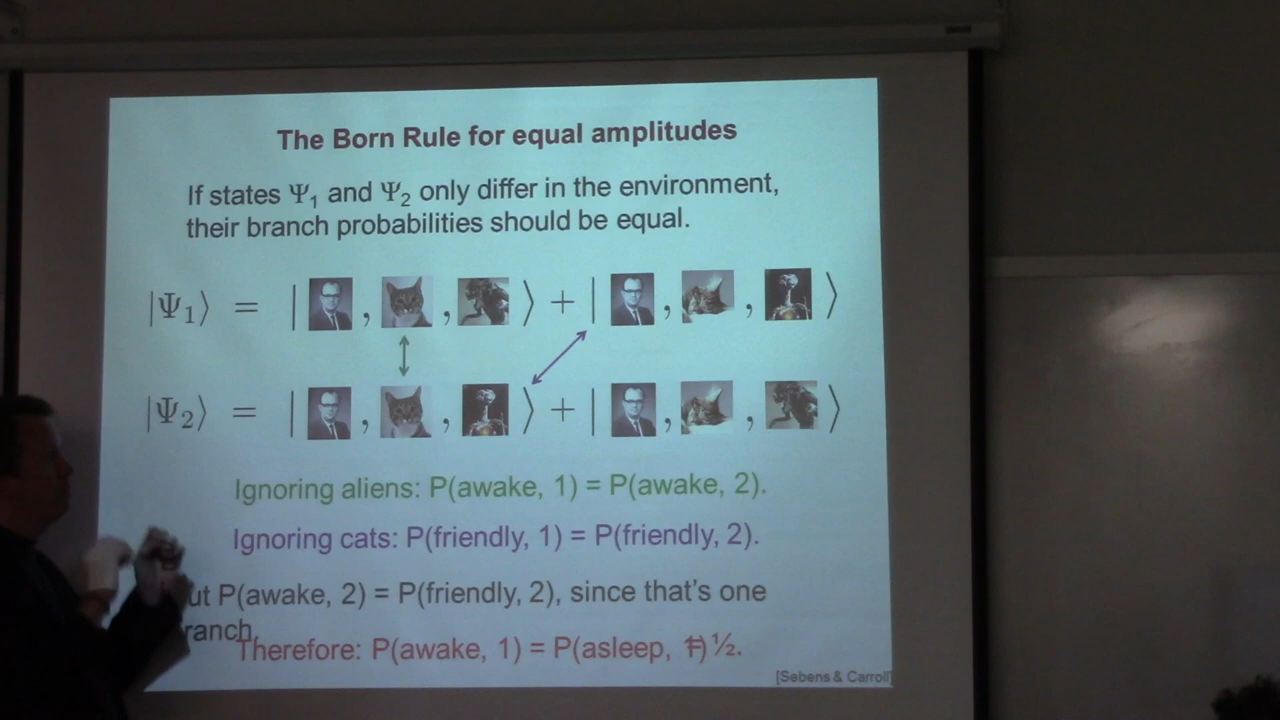 The Born Rule for equal amplitudes
If states Ψ₁ and Ψ₂ only differ in the environment,
their branch probabilities should be equal.
|Ψ₁⟩ = | , , ⟩ + | , , ⟩
|Ψ₂⟩ = | , , ⟩ + | , , ⟩
Ignoring aliens: P(awake, 1) = P(awake, 2).
Ignoring cats: P(friendly, 1) = P(friendly, 2).
ut P(awake, 2) = P(friendly, 2), since that's one
ranch.
Therefore: P(awake, 1) = P(asleep, 1) = ½.
[Sebens & Carroll]